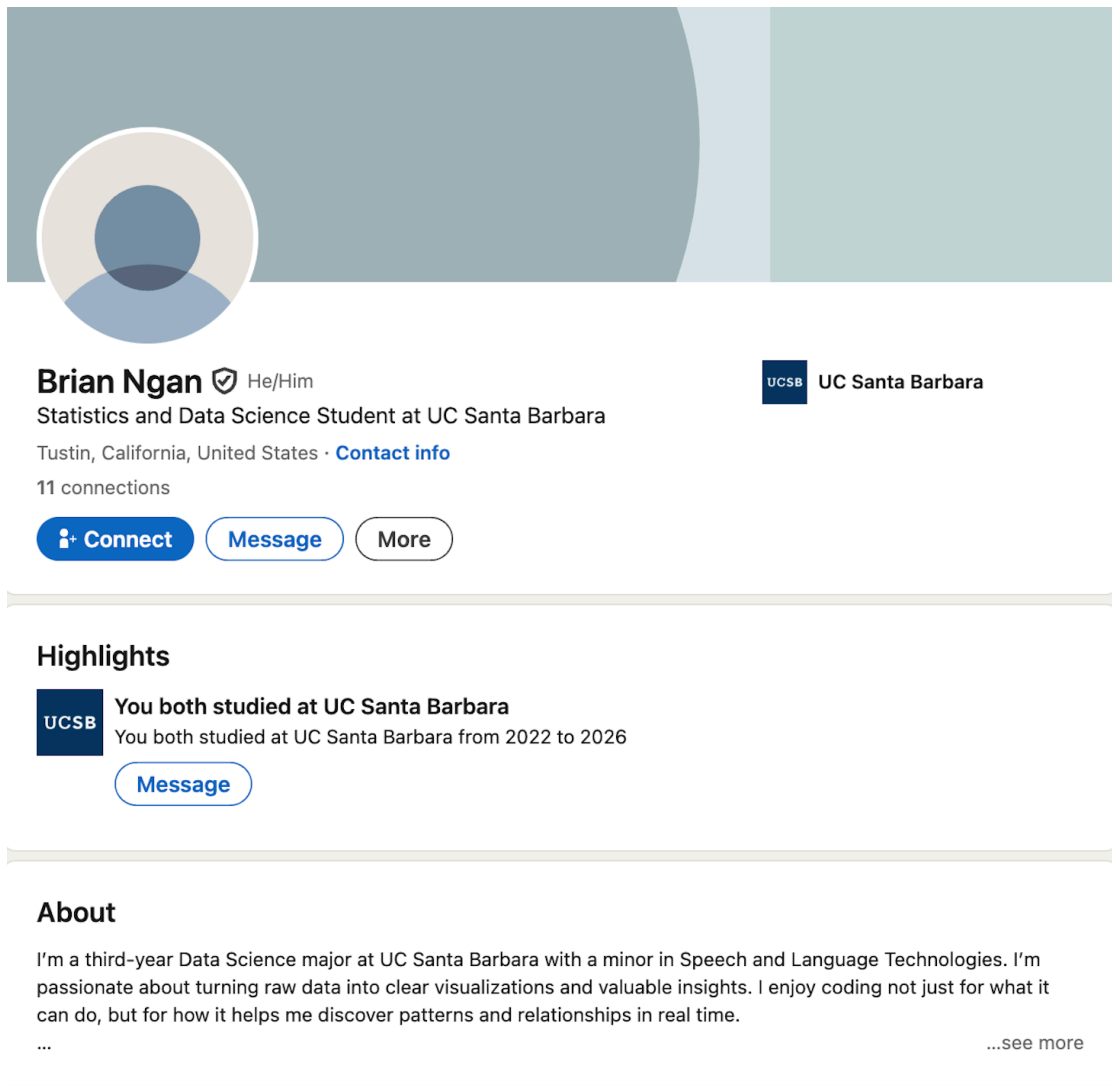 Brian Ngan He/Him
UCSB UC Santa Barbara
Statistics and Data Science Student at UC Santa Barbara
Tustin, California, United States · Contact info
11 connections
Connect Message More
Highlights
UCSB
You both studied at UC Santa Barbara
You both studied at UC Santa Barbara from 2022 to 2026
Message
About
I’m a third-year Data Science major at UC Santa Barbara with a minor in Speech and Language Technologies. I’m
passionate about turning raw data into clear visualizations and valuable insights. I enjoy coding not just for what it
can do, but for how it helps me discover patterns and relationships in real time.
... ...see more